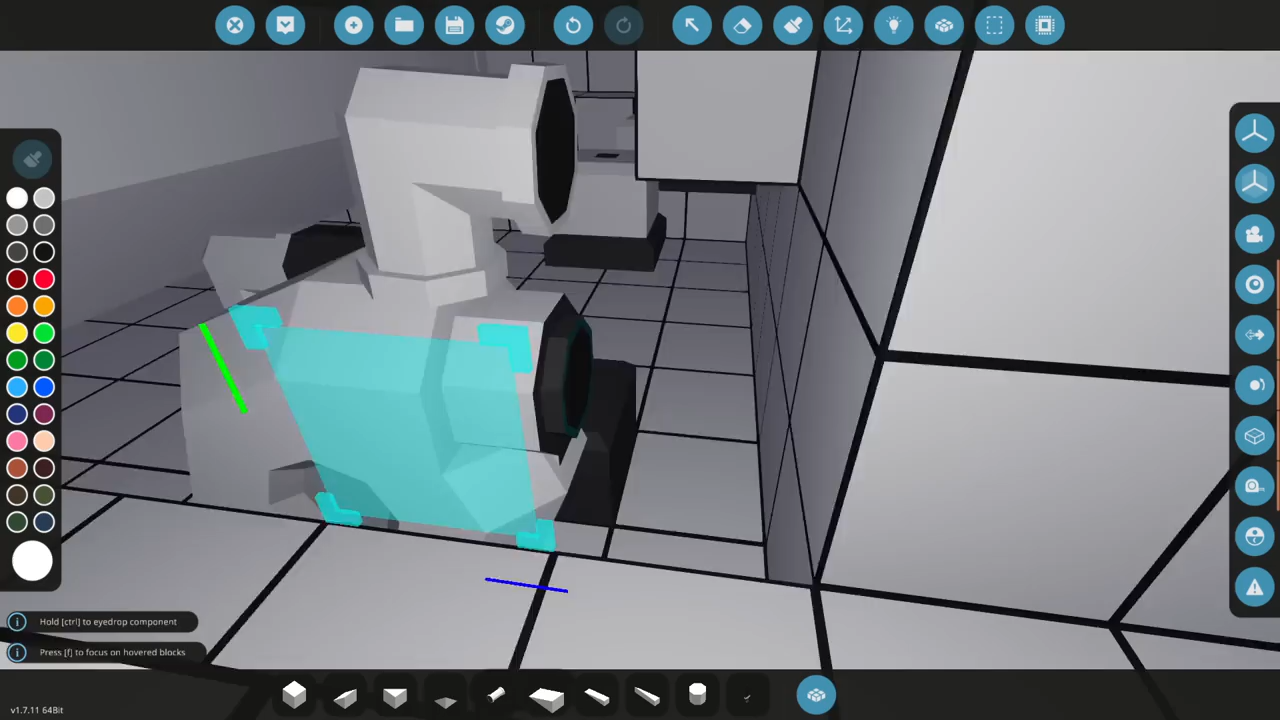 Hold [ctrl] to eyedrop component
Press [f] to focus on hovered blocks
v1.7.11 64Bit